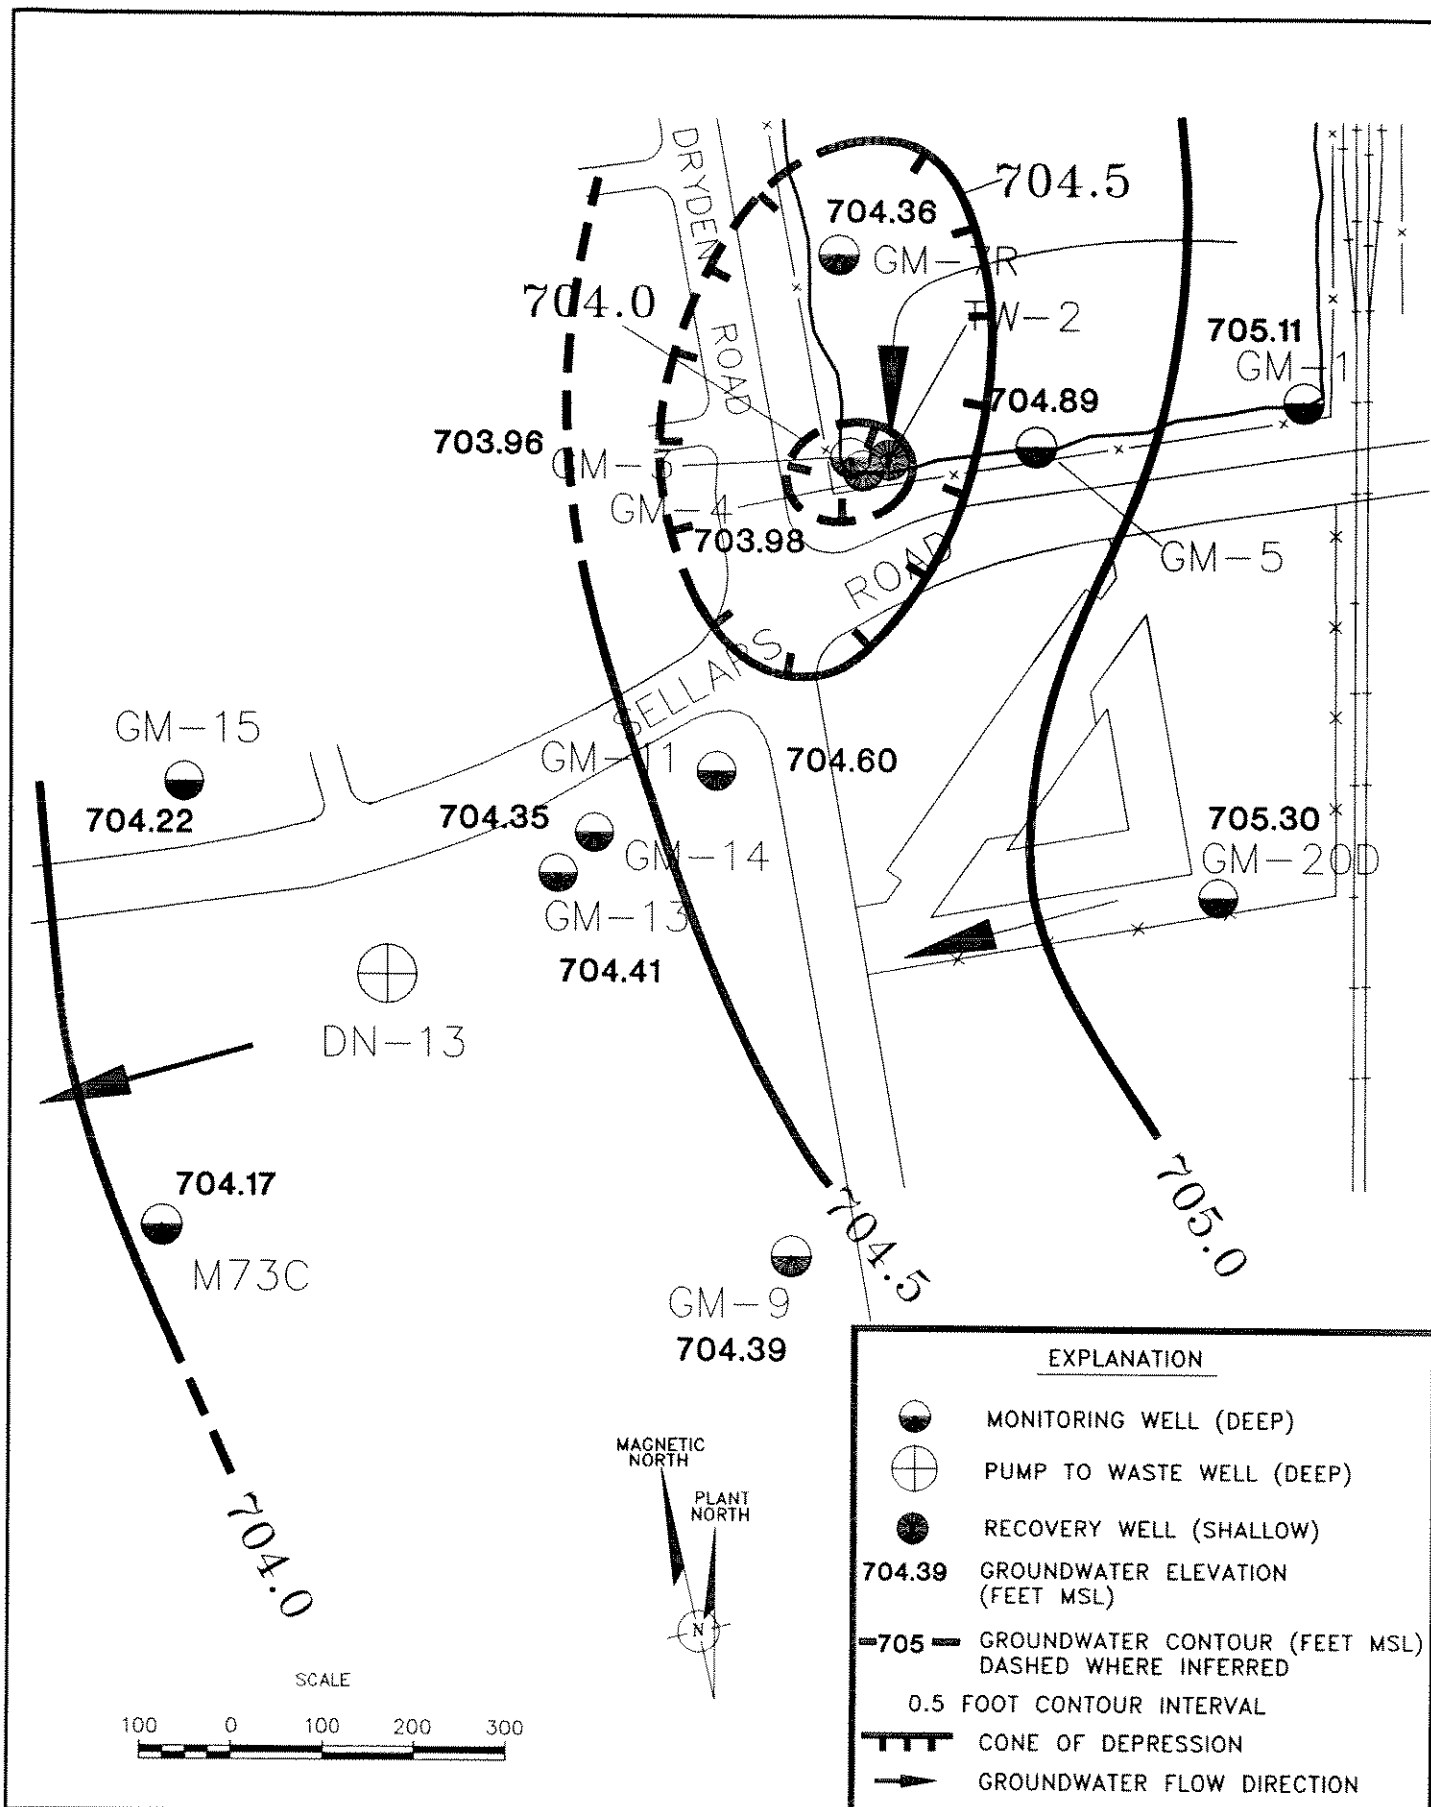 DRYDEN ROAD
704.5
704.36
GM-7R
704.0
TW-2
705.11
GM-1
704.89
703.96
GM-4
703.98
GM-5
SELLARS ROAD
GM-15
704.22
GM-11
704.60
704.35
GM-14
GM-13
704.41
705.30
GM-20D
DN-13
704.17
M73C
GM-9
704.39
704.5
705.0
704.0
MAGNETIC
NORTH
PLANT
NORTH
N
SCALE
100 0 100 200 300
EXPLANATION
MONITORING WELL (DEEP)
PUMP TO WASTE WELL (DEEP)
RECOVERY WELL (SHALLOW)
704.39 GROUNDWATER ELEVATION
(FEET MSL)
705 GROUNDWATER CONTOUR (FEET MSL)
DASHED WHERE INFERRED
0.5 FOOT CONTOUR INTERVAL
CONE OF DEPRESSION
GROUNDWATER FLOW DIRECTION